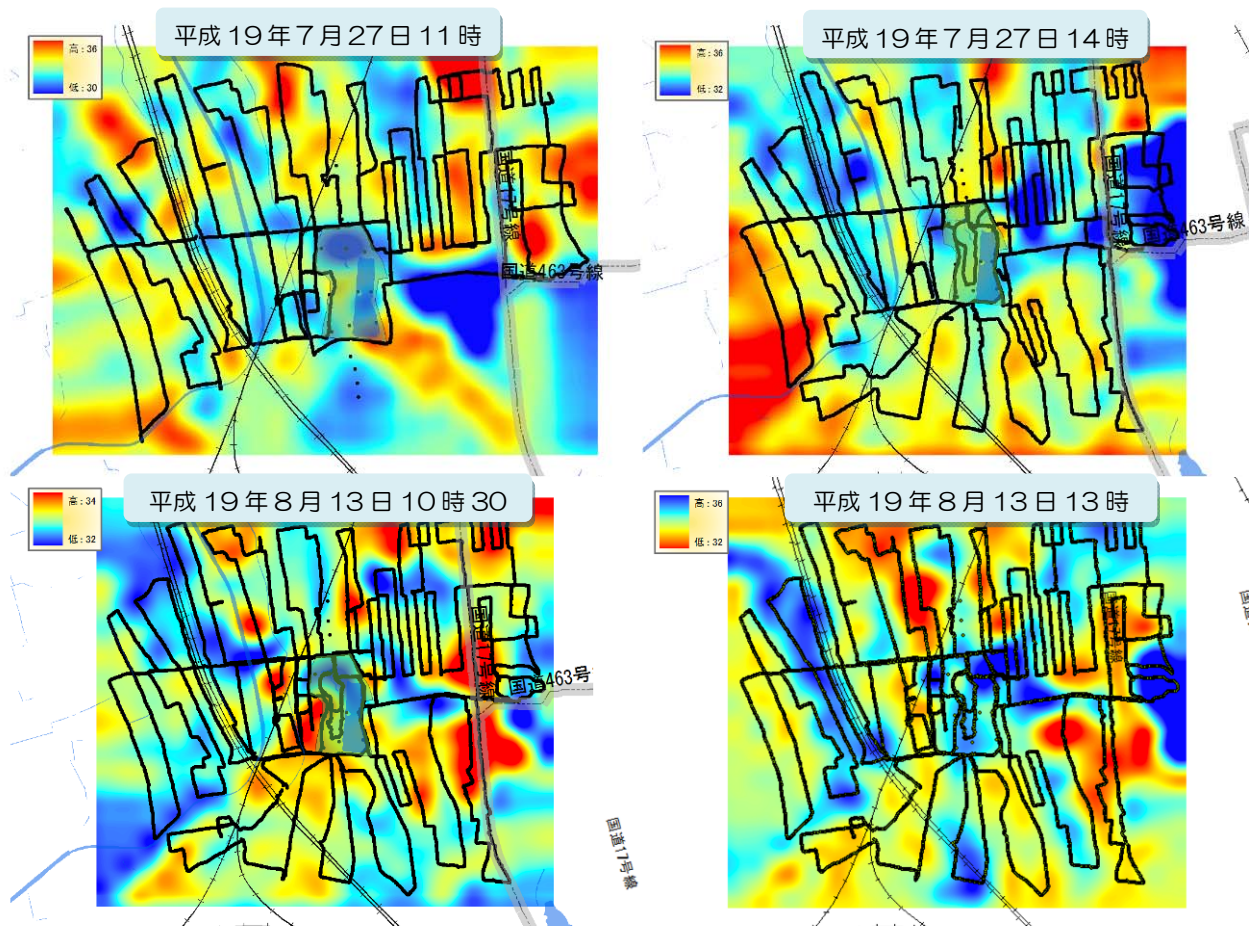 平成19年7月27日11時
高:36
低:30
国道17号線
国道463号線
平成19年7月27日14時
高:36
低:32
国道17号線
国道463号線
平成19年8月13日10時30
高:34
低:32
国道17号線
国道463号
国道17号線
平成19年8月13日13時
高:36
低:32
国道17号線